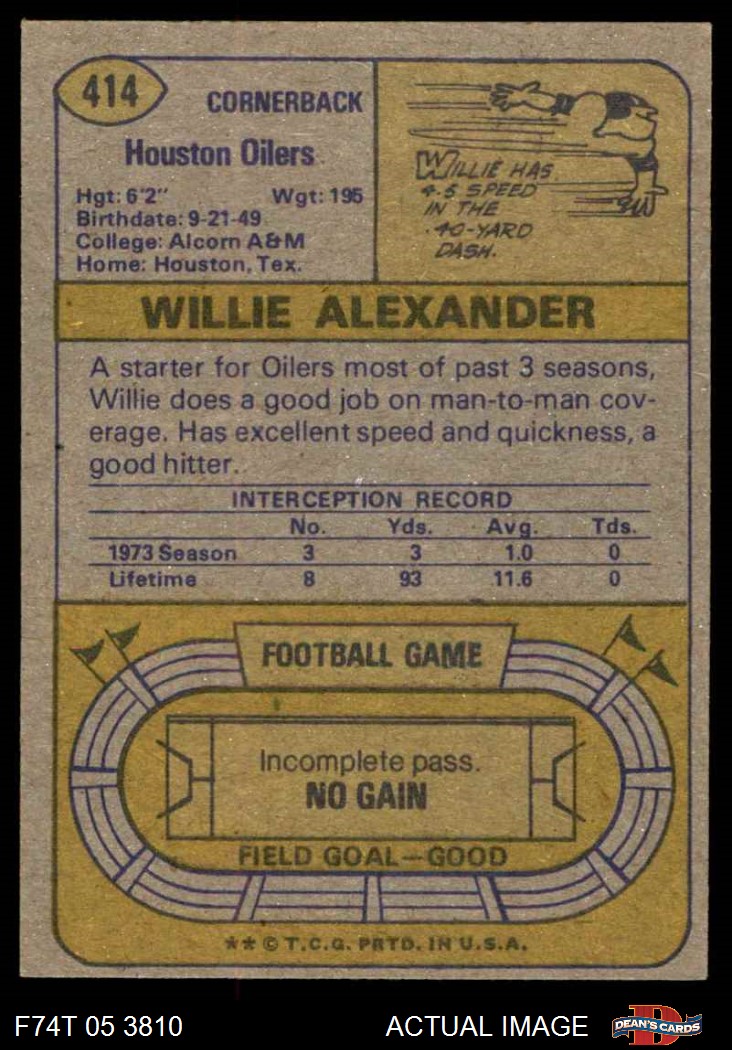 414
CORNERBACK
Houston Oilers
Hgt: 6'2" Wgt: 195
Birthdate: 9-21-49
College: Alcorn A&M
Home: Houston, Tex.
WILLIE HAS
4.5 SPEED
IN THE
40-YARD
DASH.
WILLIE ALEXANDER
A starter for Oilers most of past 3 seasons,
Willie does a good job on man-to-man cov-
erage. Has excellent speed and quickness, a
good hitter.
INTERCEPTION RECORD
No. Yds. Avg. Tds.
1973 Season 3 3 1.0 0
Lifetime 8 93 11.6 0
FOOTBALL GAME
Incomplete pass.
NO GAIN
FIELD GOAL—GOOD
** © T.C.G. PRTD. IN U.S.A.
F74T 05 3810 ACTUAL IMAGE
D
DEAN'S CARDS